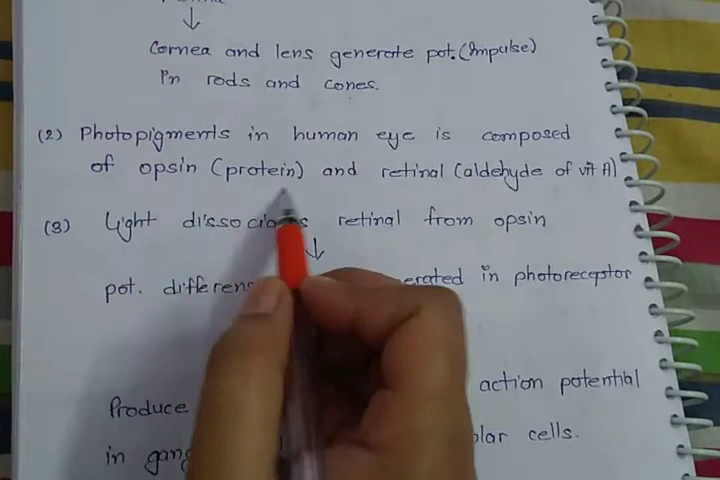 Cornea and lens generate pot. (Impulse)
in rods and cones.
(2) Photopigments in human eye is composed
of opsin (protein) and retinal (aldehyde of vit A)
(3) Light dissociates retinal from opsin
pot. generated in photoreceptor
Produce action potential
in cells.